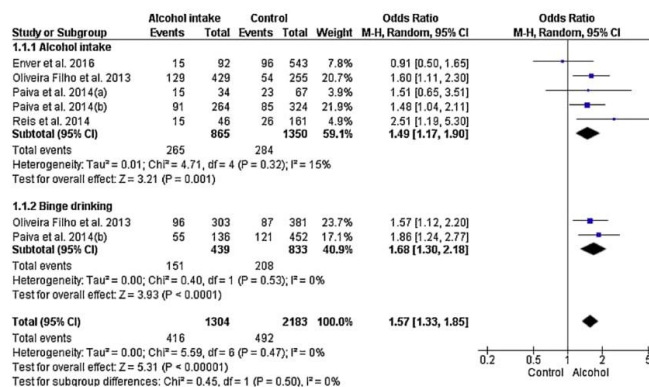 Alcohol intake Control Odds Ratio Odds Ratio
Study or Subgroup Events Total Events Total Weight M-H, Random, 95% CI M-H, Random, 95% CI
1.1.1 Alcohol intake
Enver et al. 2016 15 92 96 543 7.8% 0.91 [0.50, 1.65]
Oliveira Filho et al. 2013 129 429 54 255 20.7% 1.60 [1.11, 2.30]
Paiva et al. 2014(a) 15 34 23 67 4.1% 1.51 [0.65, 3.51]
Paiva et al. 2014(b) 91 264 85 324 21.9% 1.48 [1.04, 2.11]
Reis et al. 2014 15 46 26 161 4.9% 2.51 [1.19, 5.30]
Subtotal (95% CI) 865 1350 59.1% 1.49 [1.17, 1.90]
Total events 265 284
Heterogeneity: Tau² = 0.01; Chi² = 4.71, df = 4 (P = 0.32); I² = 15%
Test for overall effect: Z = 3.21 (P = 0.001)
1.1.2 Binge drinking
Oliveira Filho et al. 2013 96 303 87 381 23.7% 1.57 [1.12, 2.20]
Paiva et al. 2014(b) 55 136 121 452 17.1% 1.86 [1.24, 2.77]
Subtotal (95% CI) 439 833 40.9% 1.68 [1.30, 2.18]
Total events 151 208
Heterogeneity: Tau² = 0.00; Chi² = 0.40, df = 1 (P = 0.53); I² = 0%
Test for overall effect: Z = 3.93 (P < 0.0001)
Total (95% CI) 1304 2183 100.0% 1.57 [1.33, 1.85]
Total events 416 492
Heterogeneity: Tau² = 0.00; Chi² = 5.59, df = 6 (P = 0.47); I² = 0%
Test for overall effect: Z = 5.31 (P < 0.00001)
Test for subgroup differences: Chi² = 0.45, df = 1 (P = 0.50), I² = 0%
0.2 0.5 1 2 5
Control Alcohol